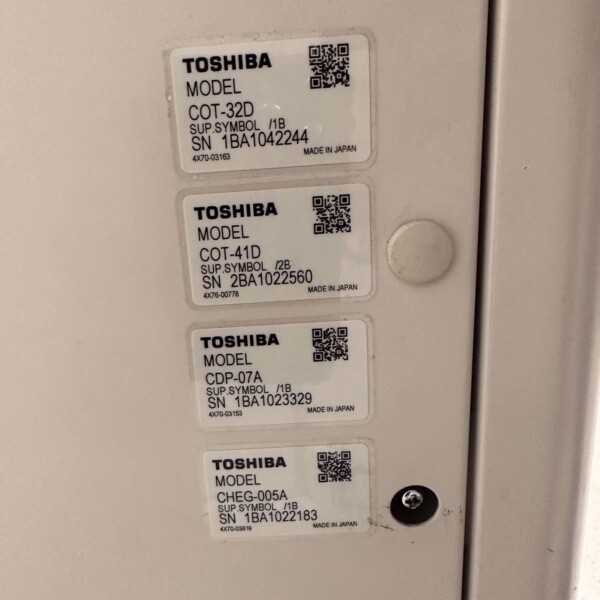 TOSHIBA
MODEL
COT-32D
SUP.SYMBOL /1B
SN 1BA1042244
4X70-03163 MADE IN JAPAN
TOSHIBA
MODEL
COT-41D
SUP.SYMBOL /2B
SN 2BA1022560
4X76-00778 MADE IN JAPAN
TOSHIBA
MODEL
CDP-07A
SUP.SYMBOL /1B
SN 1BA1023329
4X70-03153 MADE IN JAPAN
TOSHIBA
MODEL
CHEG-005A
SUP.SYMBOL /1B
SN 1BA1022183
4X70-03819 MADE IN JAPAN